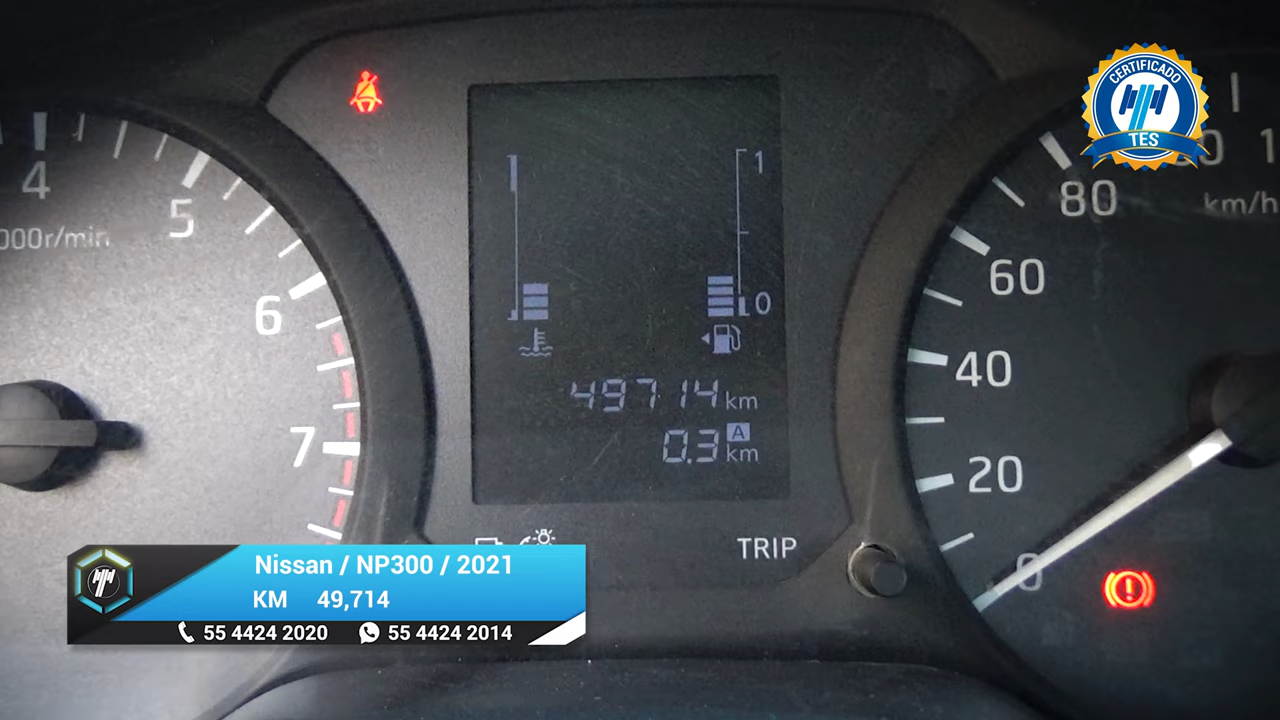 CERTIFICADO
TES
4
5
6
7
000r/min
1
0
49714 km
A
0.3 km
TRIP
80
60
40
20
0
km/h
Nissan / NP300 / 2021
KM 49,714
55 4424 2020 55 4424 2014